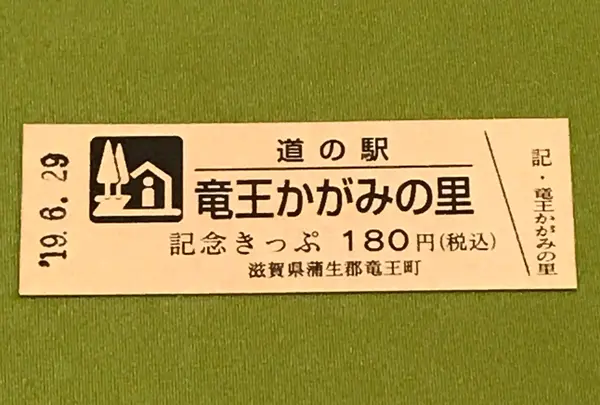 '19.6.29
道の駅
竜王かがみの里
記念きっぷ 180円(税込)
滋賀県蒲生郡竜王町
記・竜王かがみの里